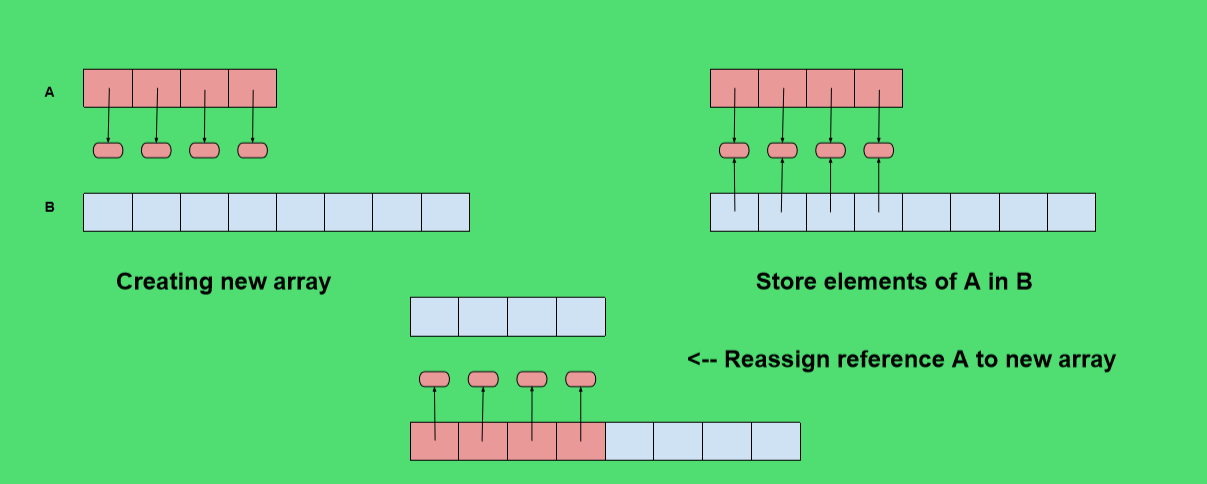 A
B
Creating new array
Store elements of A in B
<-- Reassign reference A to new array